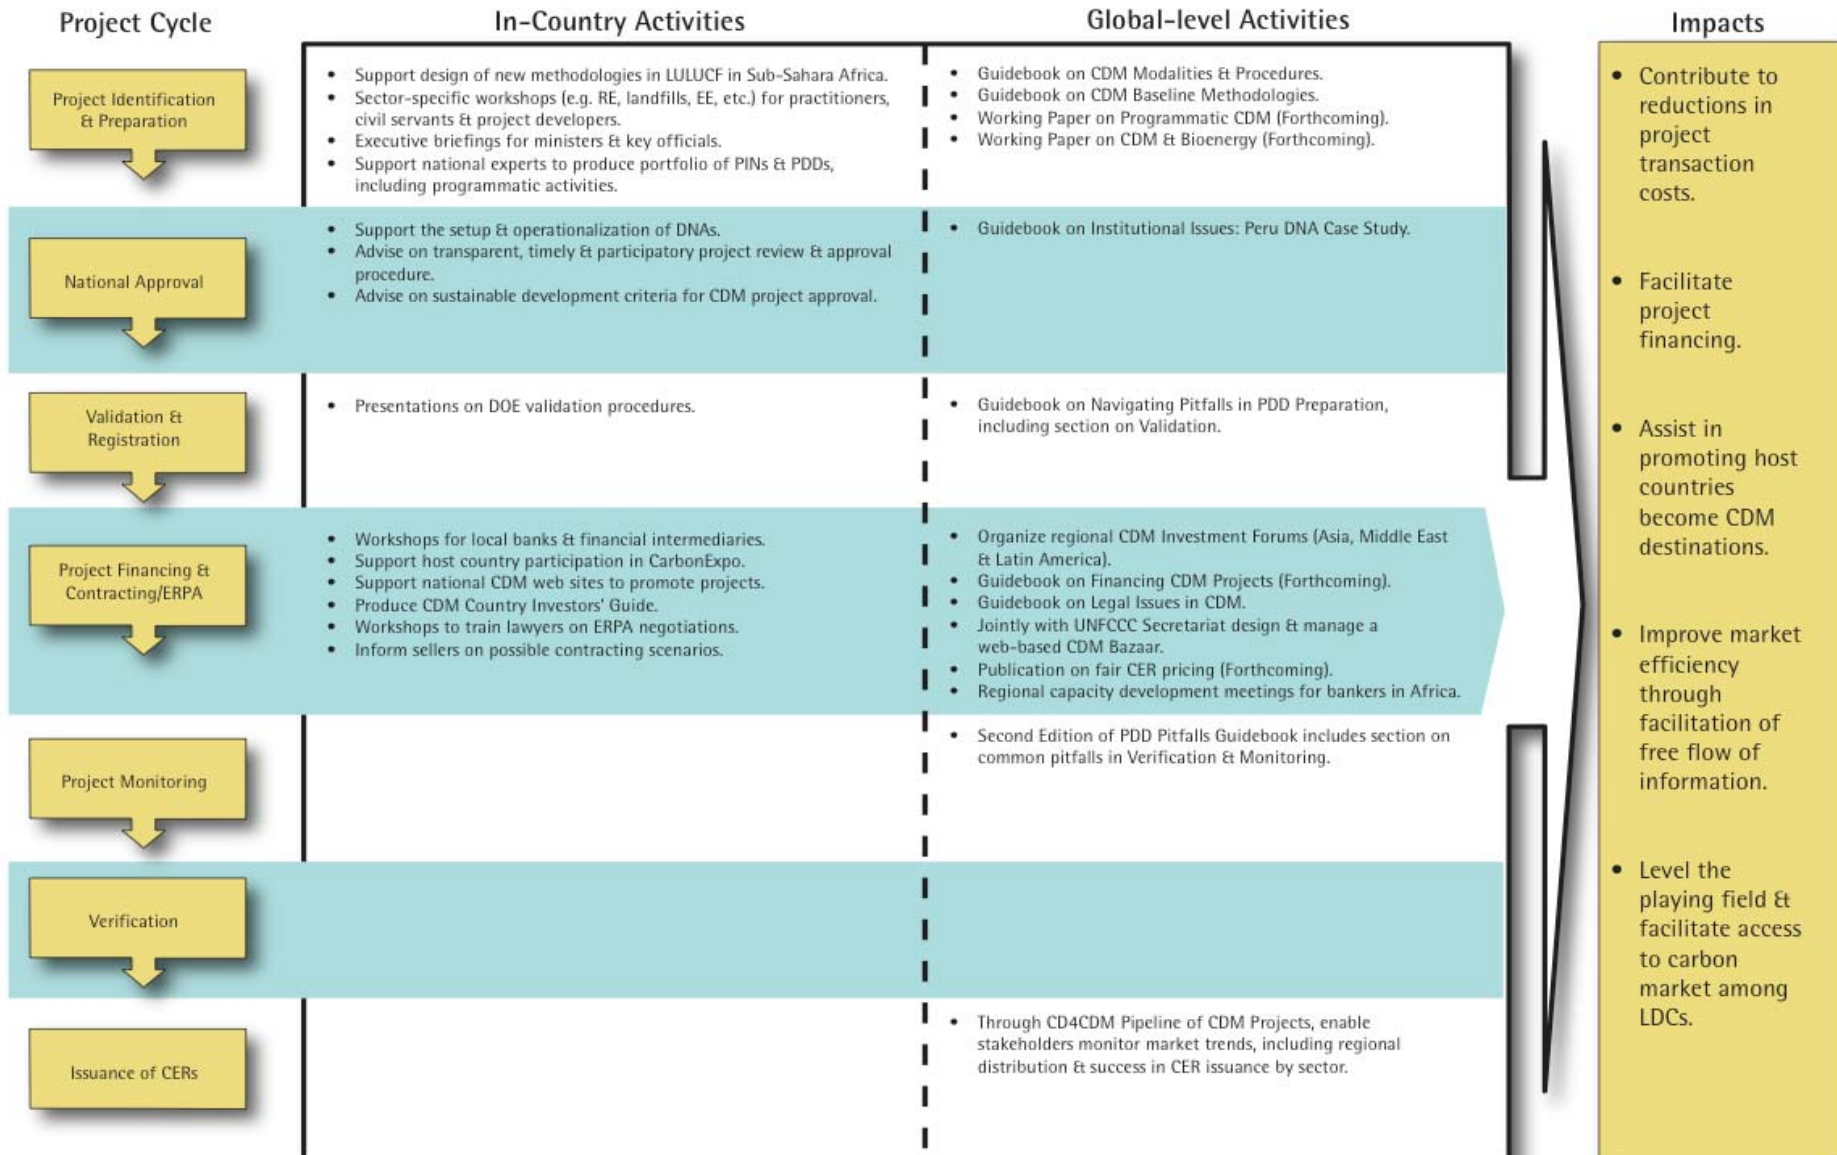 Project Cycle
In-Country Activities
Global-level Activities
Impacts
Project Identification
& Preparation
• Support design of new methodologies in LULUCF in Sub-Sahara Africa.
• Sector-specific workshops (e.g. RE, landfills, EE, etc.) for practitioners,
civil servants & project developers.
• Executive briefings for ministers & key officials.
• Support national experts to produce portfolio of PINs & PDDs,
including programmatic activities.
• Guidebook on CDM Modalities & Procedures.
• Guidebook on CDM Baseline Methodologies.
• Working Paper on Programmatic CDM (Forthcoming).
• Working Paper on CDM & Bioenergy (Forthcoming).
National Approval
• Support the setup & operationalization of DNAs.
• Advise on transparent, timely & participatory project review & approval
procedure.
• Advise on sustainable development criteria for CDM project approval.
• Guidebook on Institutional Issues: Peru DNA Case Study.
Validation &
Registration
• Presentations on DOE validation procedures.
• Guidebook on Navigating Pitfalls in PDD Preparation,
including section on Validation.
Project Financing &
Contracting/ERPA
• Workshops for local banks & financial intermediaries.
• Support host country participation in CarbonExpo.
• Support national CDM web sites to promote projects.
• Produce CDM Country Investors' Guide.
• Workshops to train lawyers on ERPA negotiations.
• Inform sellers on possible contracting scenarios.
• Organize regional CDM Investment Forums (Asia, Middle East
& Latin America).
• Guidebook on Financing CDM Projects (Forthcoming).
• Guidebook on Legal Issues in CDM.
• Jointly with UNFCCC Secretariat design & manage a
web-based CDM Bazaar.
• Publication on fair CER pricing (Forthcoming).
• Regional capacity development meetings for bankers in Africa.
Project Monitoring
• Second Edition of PDD Pitfalls Guidebook includes section on
common pitfalls in Verification & Monitoring.
Verification
Issuance of CERs
• Through CD4CDM Pipeline of CDM Projects, enable
stakeholders monitor market trends, including regional
distribution & success in CER issuance by sector.
• Contribute to
reductions in
project
transaction
costs.
• Facilitate
project
financing.
• Assist in
promoting host
countries
become CDM
destinations.
• Improve market
efficiency
through
facilitation of
free flow of
information.
• Level the
playing field &
facilitate access
to carbon
market among
LDCs.